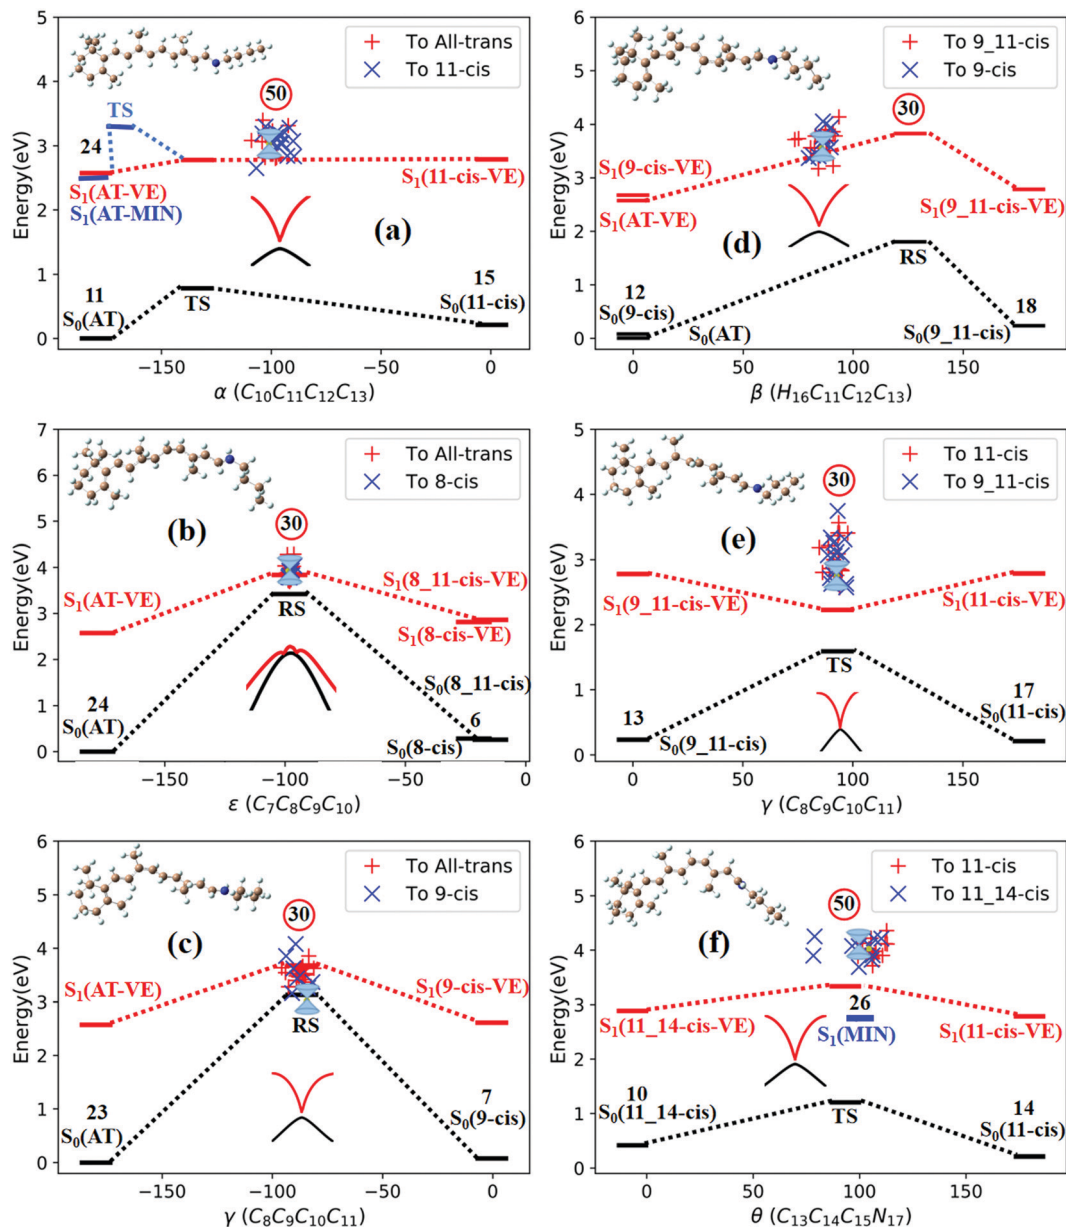 5
4
3
2
1
0
Energy(eV)
To All-trans
To 11-cis
50
TS
24
S1(AT-VE)
S1(AT-MIN)
S1(11-cis-VE)
(a)
11
S0(AT)
TS
15
S0(11-cis)
−150
−100
−50
0
α (C10C11C12C13)
6
5
4
3
2
1
0
Energy(eV)
To 9_11-cis
To 9-cis
30
S1(9-cis-VE)
S1(AT-VE)
S1(9_11-cis-VE)
(d)
RS
12
S0(9-cis)
S0(AT)
18
S0(9_11-cis)
0
50
100
150
β (H16C11C12C13)
7
6
5
4
3
2
1
0
Energy(eV)
To All-trans
To 8-cis
(b)
30
S1(AT-VE)
S1(8_11-cis-VE)
S1(8-cis-VE)
RS
24
S0(AT)
S0(8_11-cis)
6
S0(8-cis)
−150
−100
−50
0
ε (C7C8C9C10)
5
4
3
2
1
0
Energy(eV)
To 11-cis
To 9_11-cis
30
(e)
S1(9_11-cis-VE)
S1(11-cis-VE)
TS
13
S0(9_11-cis)
17
S0(11-cis)
0
50
100
150
γ (C8C9C10C11)
6
5
4
3
2
1
0
Energy(eV)
To All-trans
To 9-cis
(c)
30
S1(AT-VE)
S1(9-cis-VE)
RS
23
S0(AT)
7
S0(9-cis)
−150
−100
−50
0
γ (C8C9C10C11)
6
5
4
3
2
1
0
Energy(eV)
To 11-cis
To 11_14-cis
50
(f)
26
S1(11_14-cis-VE)
S1(MIN)
S1(11-cis-VE)
10
S0(11_14-cis)
TS
14
S0(11-cis)
0
50
100
150
θ (C13C14C15N17)